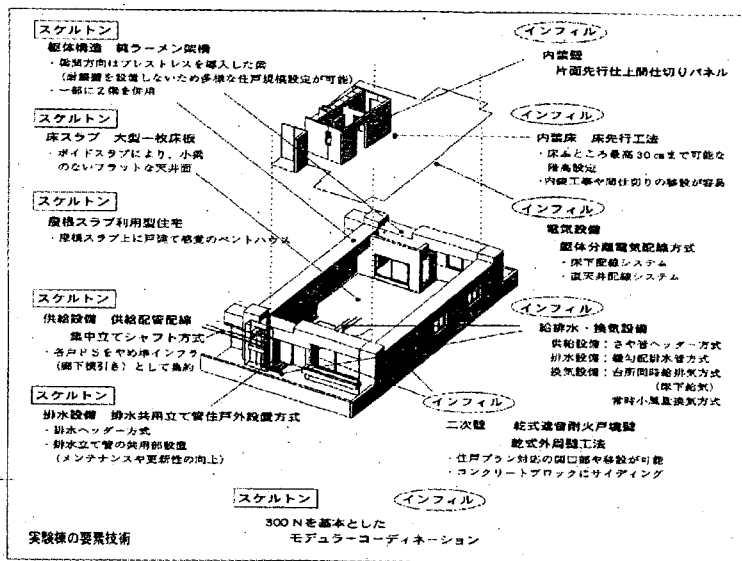 スケルトン
躯体構造 純ラーメン架構
・梁間方向はプレストレスを導入した梁
(耐震壁を設置しないため多様な住戸規模設定が可能)
・一部に2層を併用
スケルトン
床スラブ 大型一枚床板
・ボイドスラブにより、小梁
のないフラットな天井面
スケルトン
屋根スラブ利用型住宅
・屋根スラブ上に戸建て感覚のペントハウス
スケルトン
供給設備 供給配管配線
集中立てシャフト方式
・各戸PSをやめ準インフラ
(廊下横引き)として集約
スケルトン
排水設備 排水共用立て管住戸外設置方式
・排水ヘッダー方式
・排水立て管の共用部設置
(メンテナンスや更新性の向上)
インフィル
内装壁
片面先行仕上間仕切りパネル
インフィル
内装床 床先行工法
・床ふところ最高30cmまで可能な
階高設定
・内装工事や間仕切りの移設が容易
インフィル
電気設備
躯体分離電気配線方式
・床下配線システム
・直天井配線システム
インフィル
給排水・換気設備
供給設備:さや管ヘッダー方式
排水設備:緩勾配排水管方式
換気設備:台所同時給排気方式
(床下給気)
常時小風量換気方式
インフィル
二次壁 乾式遮音耐火戸境壁
乾式外周壁工法
・住戸プラン対応の開口部や移設が可能
・コンクリートブロックにサイディング
スケルトン インフィル
300Nを基本とした
モデュラーコーディネーション
実験棟の要素技術